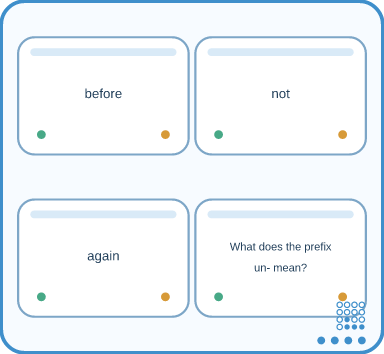 before
not
again
What does the prefix
un- mean?